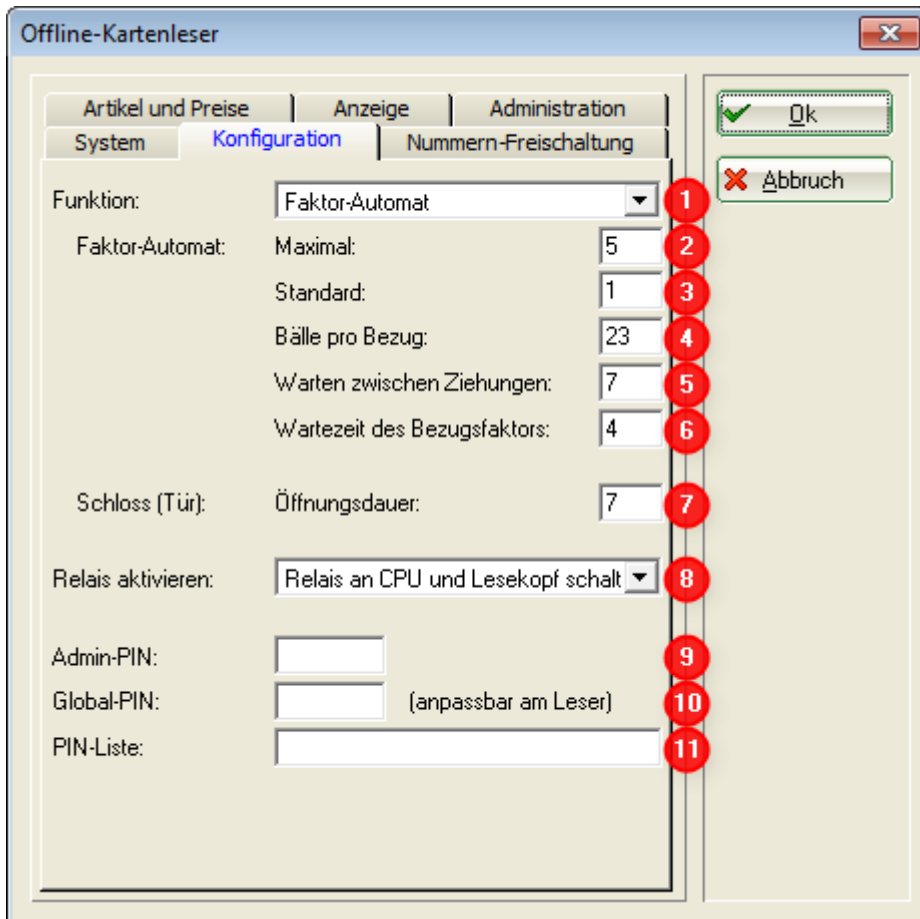 Offline-Kartenleser
Artikel und Preise Anzeige Administration
System Konfiguration Nummern-Freischaltung
Ok
Abbruch
Funktion: Faktor-Automat 1
Faktor-Automat: Maximal: 5 2
Standard: 1 3
Bälle pro Bezug: 23 4
Warten zwischen Ziehungen: 7 5
Wartezeit des Bezugsfaktors: 4 6
Schloss (Tür): Öffnungsdauer: 7 7
Relais aktivieren: Relais an CPU und Lesekopf schalt 8
Admin-PIN: 9
Global-PIN: (anpassbar am Leser) 10
PIN-Liste: 11